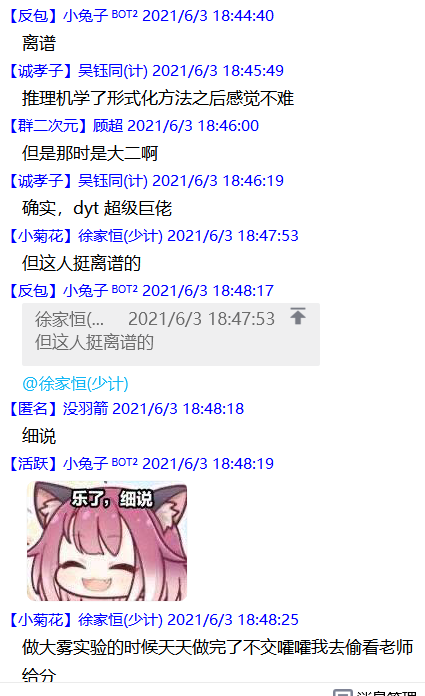 【反包】小兔子 BOT2 2021/6/3 18:44:40
离谱
【诚孝子】吴钰同(计) 2021/6/3 18:45:49
推理机学了形式化方法之后感觉不难
【群二次元】顾超 2021/6/3 18:46:00
但是那时是大二啊
【诚孝子】吴钰同(计) 2021/6/3 18:46:19
确实，dyt 超级巨佬
【小菊花】徐家恒(少计) 2021/6/3 18:47:53
但这人挺离谱的
【反包】小兔子 BOT2 2021/6/3 18:48:17
徐家恒(... 2021/6/3 18:47:53
但这人挺离谱的
@徐家恒(少计)
【匿名】没羽箭 2021/6/3 18:48:18
细说
【活跃】小兔子 BOT2 2021/6/3 18:48:19
乐了，细说
【小菊花】徐家恒(少计) 2021/6/3 18:48:25
做大雾实验的时候天天做完了不交嚯嚯我去偷看老师
给分
消息管理